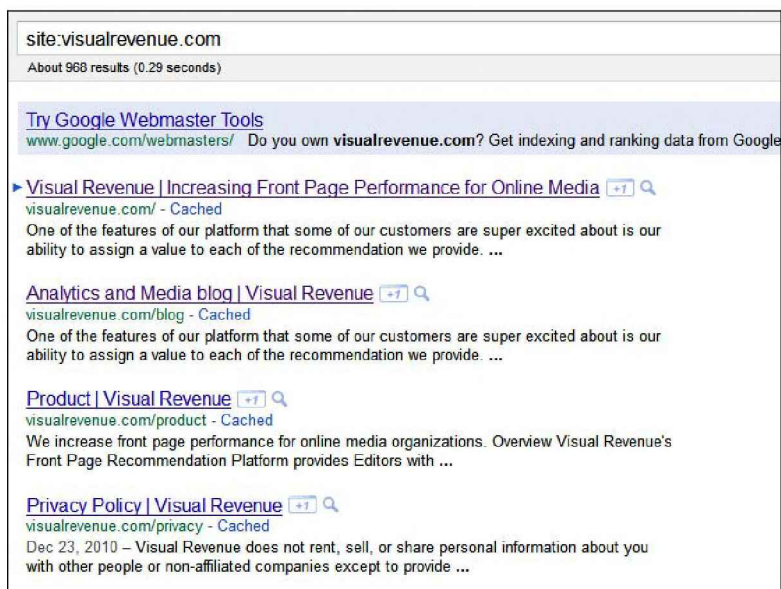 site:visualrevenue.com
About 968 results (0.29 seconds)
Try Google Webmaster Tools
www.google.com/webmasters/ Do you own visualrevenue.com? Get indexing and ranking data from Google
Visual Revenue | Increasing Front Page Performance for Online Media +1
visualrevenue.com/ - Cached
One of the features of our platform that some of our customers are super excited about is our
ability to assign a value to each of the recommendation we provide. ...
Analytics and Media blog | Visual Revenue +1
visualrevenue.com/blog - Cached
One of the features of our platform that some of our customers are super excited about is our
ability to assign a value to each of the recommendation we provide. ...
Product | Visual Revenue +1
visualrevenue.com/product - Cached
We increase front page performance for online media organizations. Overview Visual Revenue's
Front Page Recommendation Platform provides Editors with ...
Privacy Policy | Visual Revenue +1
visualrevenue.com/privacy - Cached
Dec 23, 2010 – Visual Revenue does not rent, sell, or share personal information about you
with other people or non-affiliated companies except to provide ...